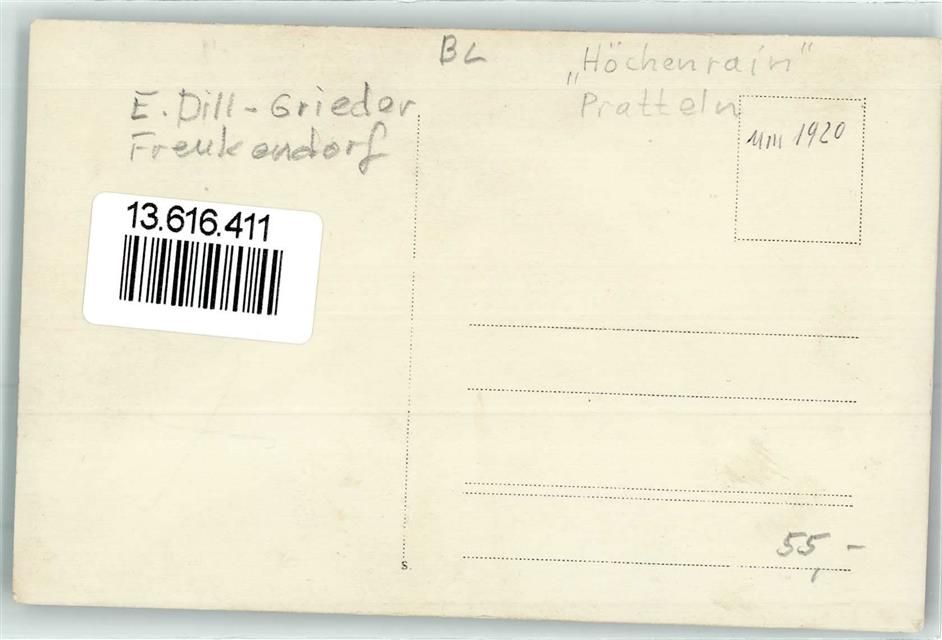 BL
„Höchenrain"
Pratteln
E. Dill-Grieder
Frenkendorf
um 1920
13.616.411
55,-
S.